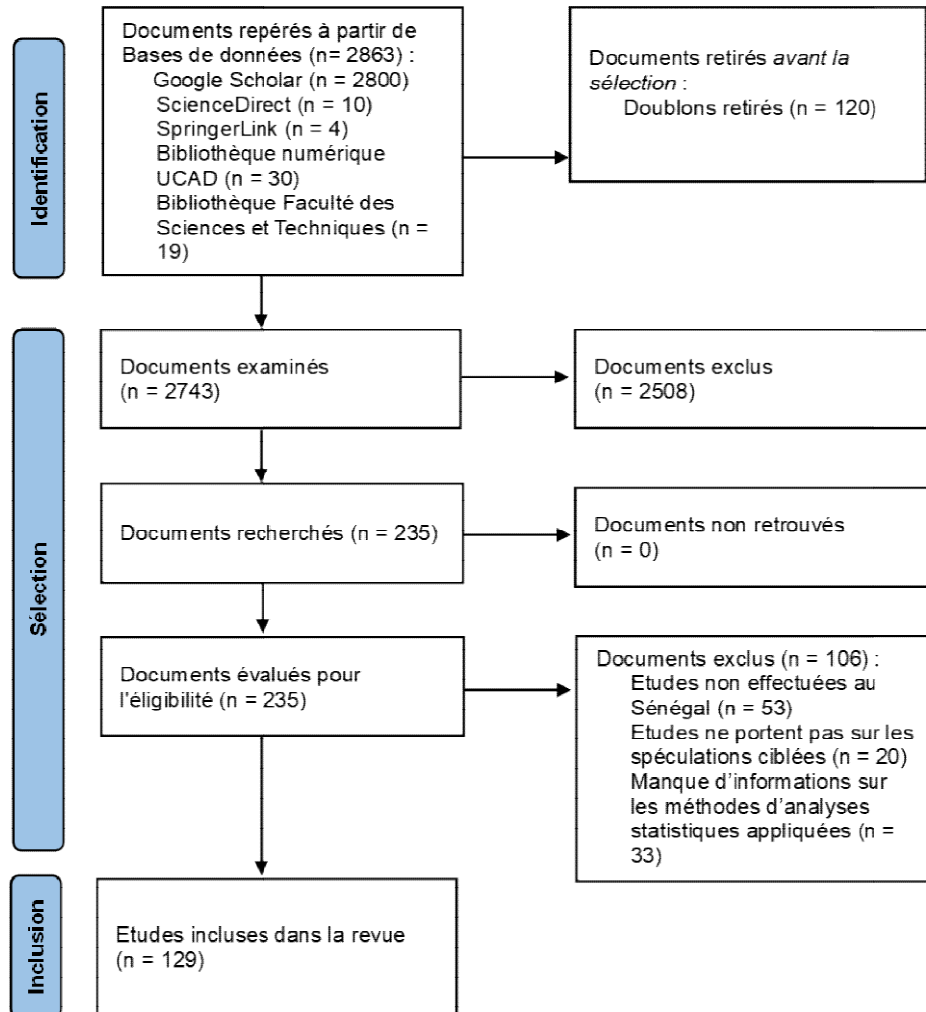 Identification
Documents repérés à partir de
Bases de données (n= 2863) :
Google Scholar (n = 2800)
ScienceDirect (n = 10)
SpringerLink (n = 4)
Bibliothèque numérique
UCAD (n = 30)
Bibliothèque Faculté des
Sciences et Techniques (n =
19)
Documents retirés avant la
sélection :
Doublons retirés (n = 120)
Sélection
Documents examinés
(n = 2743)
Documents exclus
(n = 2508)
Documents recherchés (n = 235)
Documents non retrouvés
(n = 0)
Documents évalués pour
l'éligibilité (n = 235)
Documents exclus (n = 106) :
Etudes non effectuées au
Sénégal (n = 53)
Etudes ne portent pas sur les
spéculations ciblées (n = 20)
Manque d’informations sur
les méthodes d’analyses
statistiques appliquées (n =
33)
Inclusion
Etudes incluses dans la revue
(n = 129)